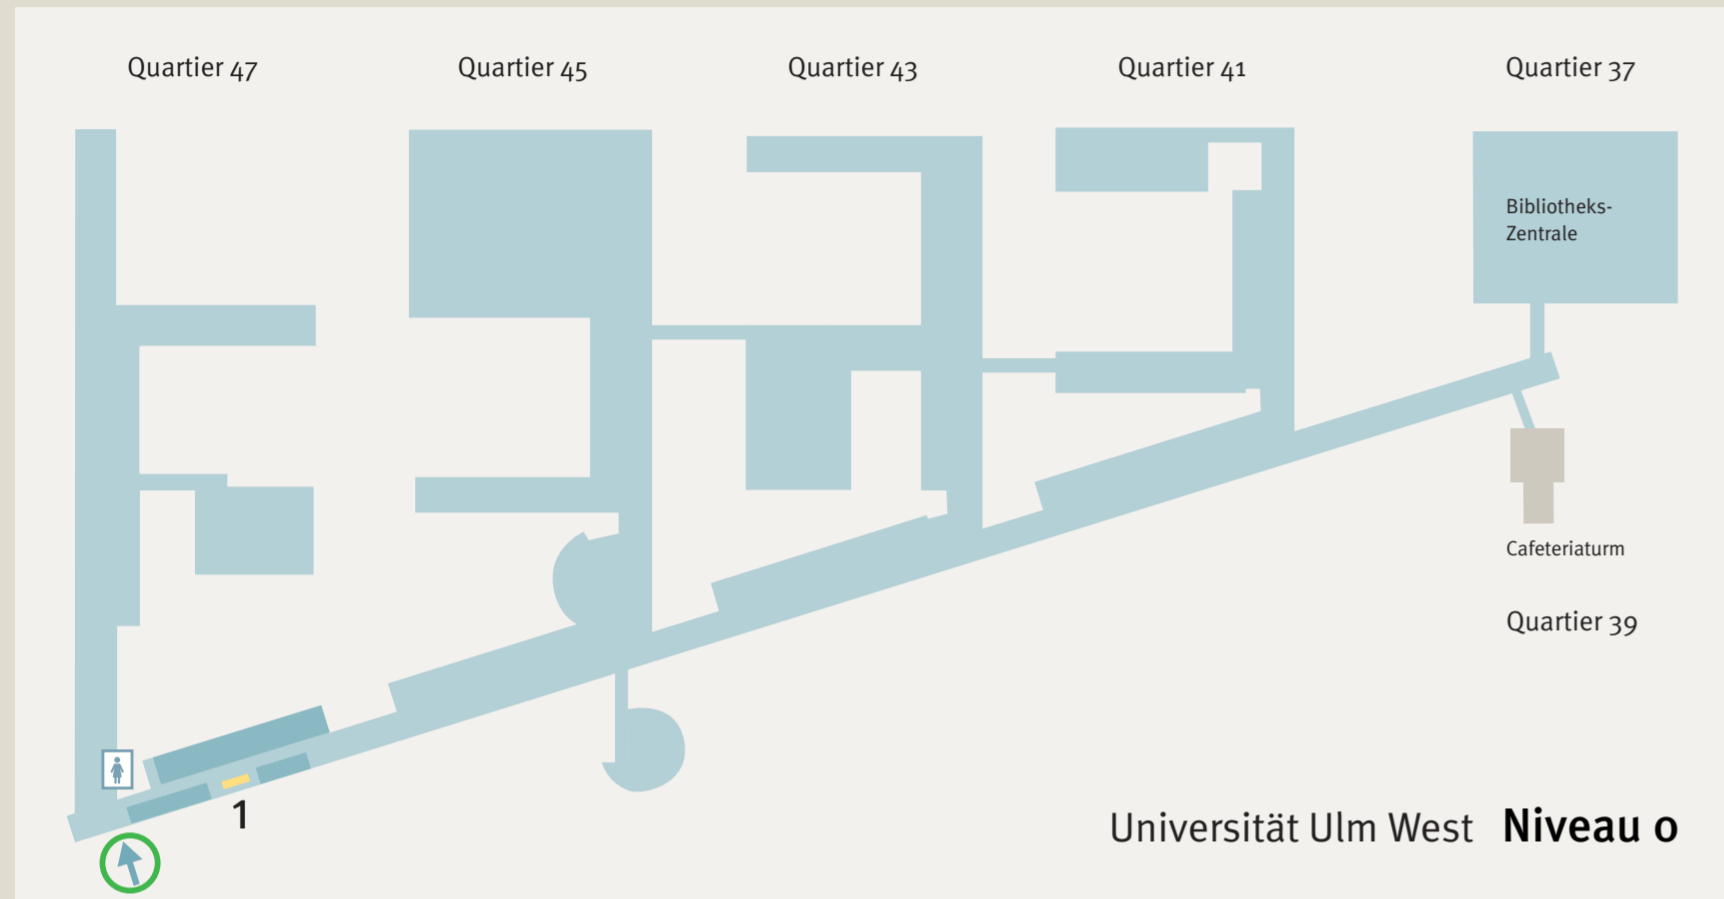 Quartier 47
Quartier 45
Quartier 43
Quartier 41
Quartier 37
Bibliotheks-
Zentrale
Cafeteriaturm
Quartier 39
1
Universität Ulm West Niveau 0